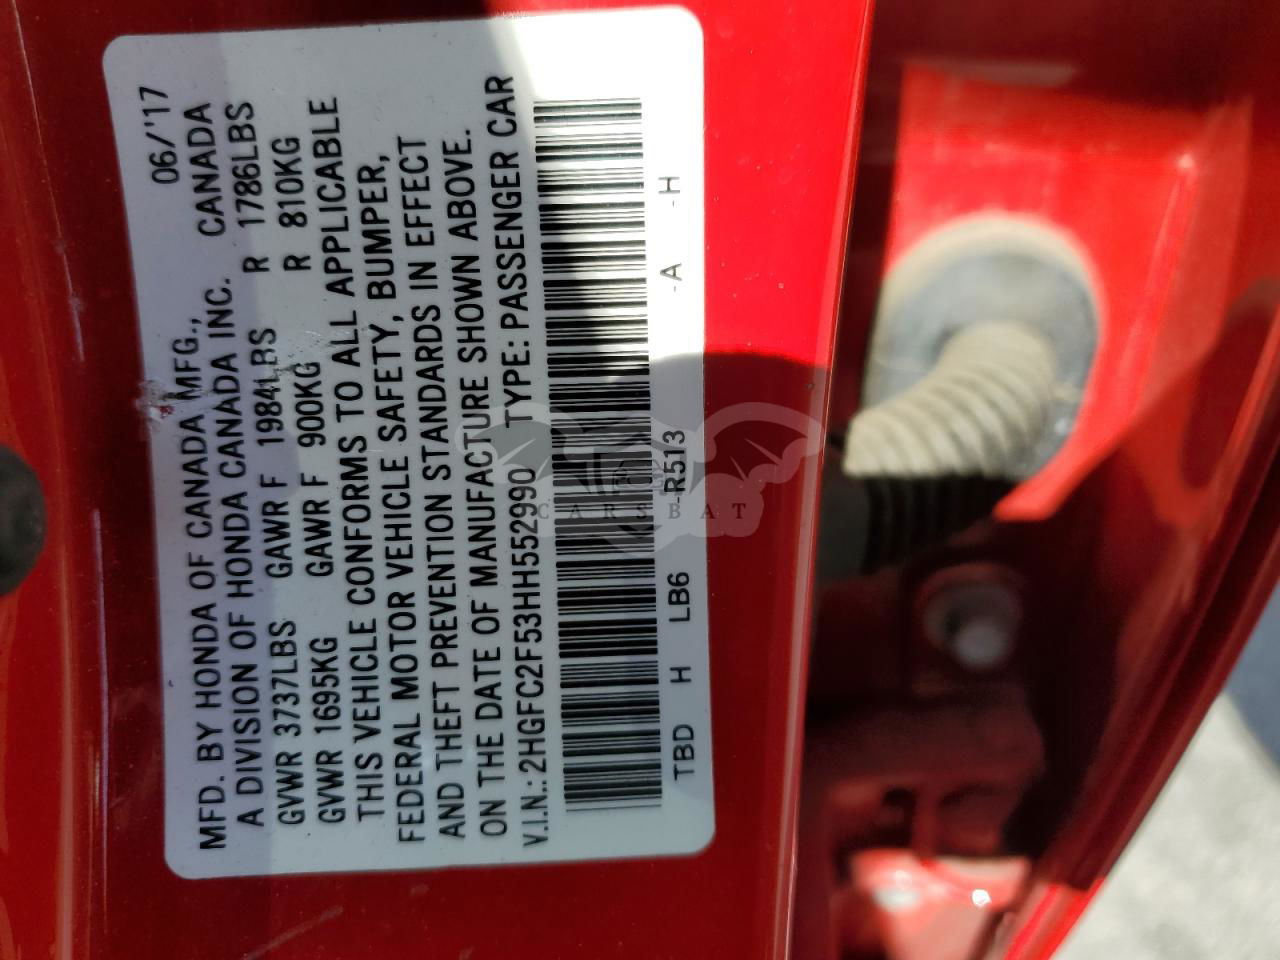 MFD. BY HONDA OF CANADA MFG., 06/'17
A DIVISION OF HONDA CANADA INC. CANADA
GVWR 3737LBS GAWR F 1984LBS R 1786LBS
GVWR 1695KG GAWR F 900KG R 810KG
THIS VEHICLE CONFORMS TO ALL APPLICABLE
FEDERAL MOTOR VEHICLE SAFETY, BUMPER,
AND THEFT PREVENTION STANDARDS IN EFFECT
ON THE DATE OF MANUFACTURE SHOWN ABOVE.
V.I.N.: 2HGFC2F53HH552990 TYPE: PASSENGER CAR
TBD H LB6 -R513 -A -H
CARSBAT